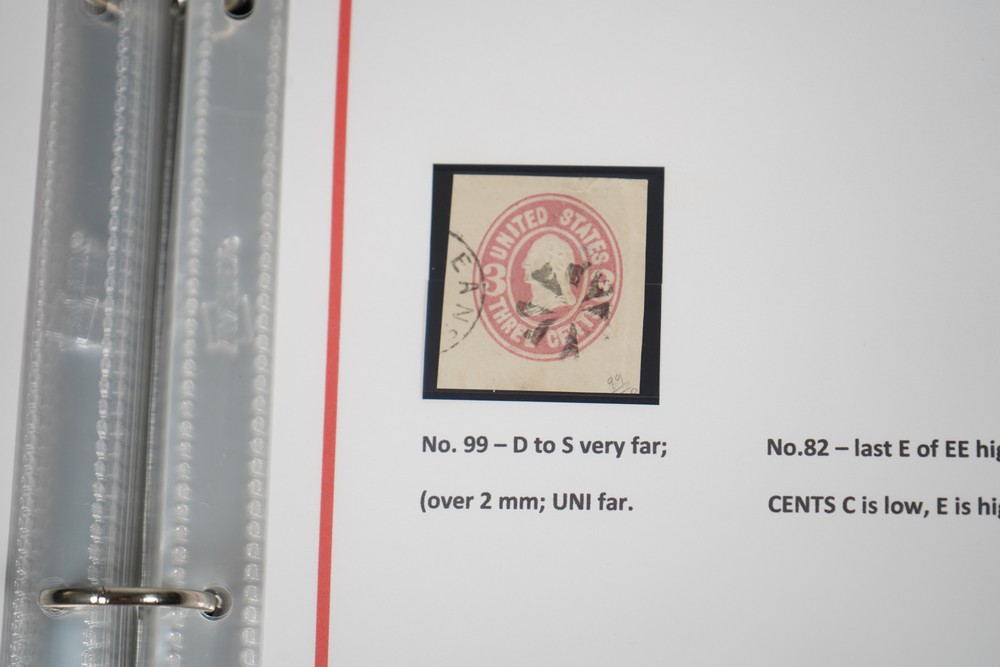 UNITED STATES
3
THREE CENTS
EANS
99
No. 99 – D to S very far;
(over 2 mm; UNI far.
No.82 – last E of EE hig
CENTS C is low, E is hig